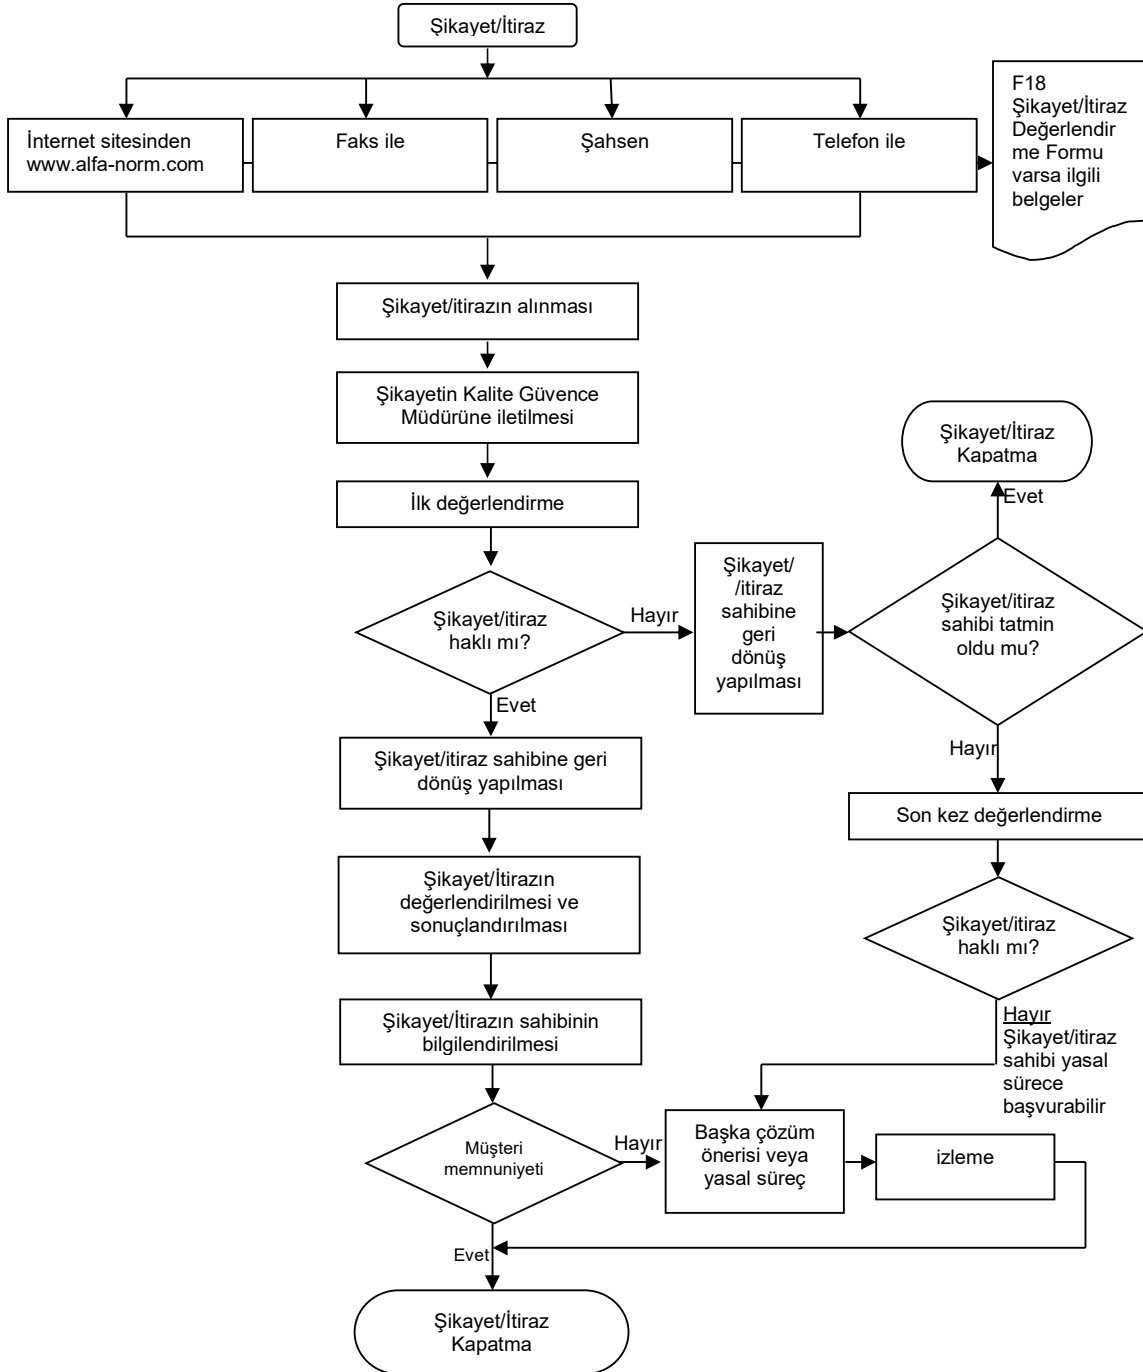 Şikayet/İtiraz
İnternet sitesinden
www.alfa-norm.com
Faks ile
Şahsen
Telefon ile
F18
Şikayet/İtiraz
Değerlendir
me Formu
varsa ilgili
belgeler
Şikayet/itirazın alınması
Şikayetin Kalite Güvence
Müdürüne iletilmesi
İlk değerlendirme
Şikayet/itiraz
haklı mı?
Hayır
Şikayet/
/itiraz
sahibine
geri
dönüş
yapılması
Şikayet/itiraz
sahibi tatmin
oldu mu?
Evet
Şikayet/İtiraz
Kapatma
Hayır
Son kez değerlendirme
Şikayet/itiraz
haklı mı?
Hayır
Şikayet/itiraz
sahibi yasal
sürece
başvurabilir
Evet
Şikayet/itiraz sahibine geri
dönüş yapılması
Şikayet/İtirazın
değerlendirilmesi ve
sonuçlandırılması
Şikayet/İtirazın sahibinin
bilgilendirilmesi
Müşteri
memnuniyeti
Hayır
Başka çözüm
önerisi veya
yasal süreç
izleme
Evet
Şikayet/İtiraz
Kapatma